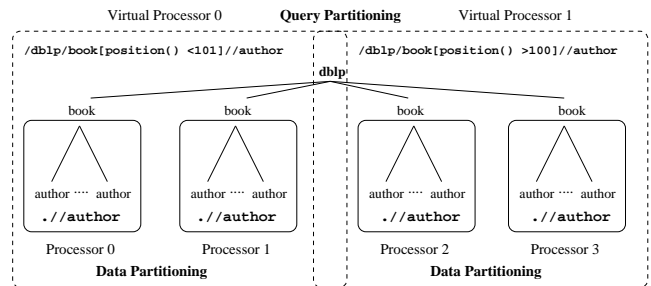 Virtual Processor 0 Query Partitioning Virtual Processor 1
/dblp/book[position() <101]//author /dblp/book[position() >100]//author
dblp
book book book book
author .... author author .... author author .... author author .... author
.//author .//author .//author .//author
Processor 0 Processor 1 Processor 2 Processor 3
Data Partitioning Data Partitioning